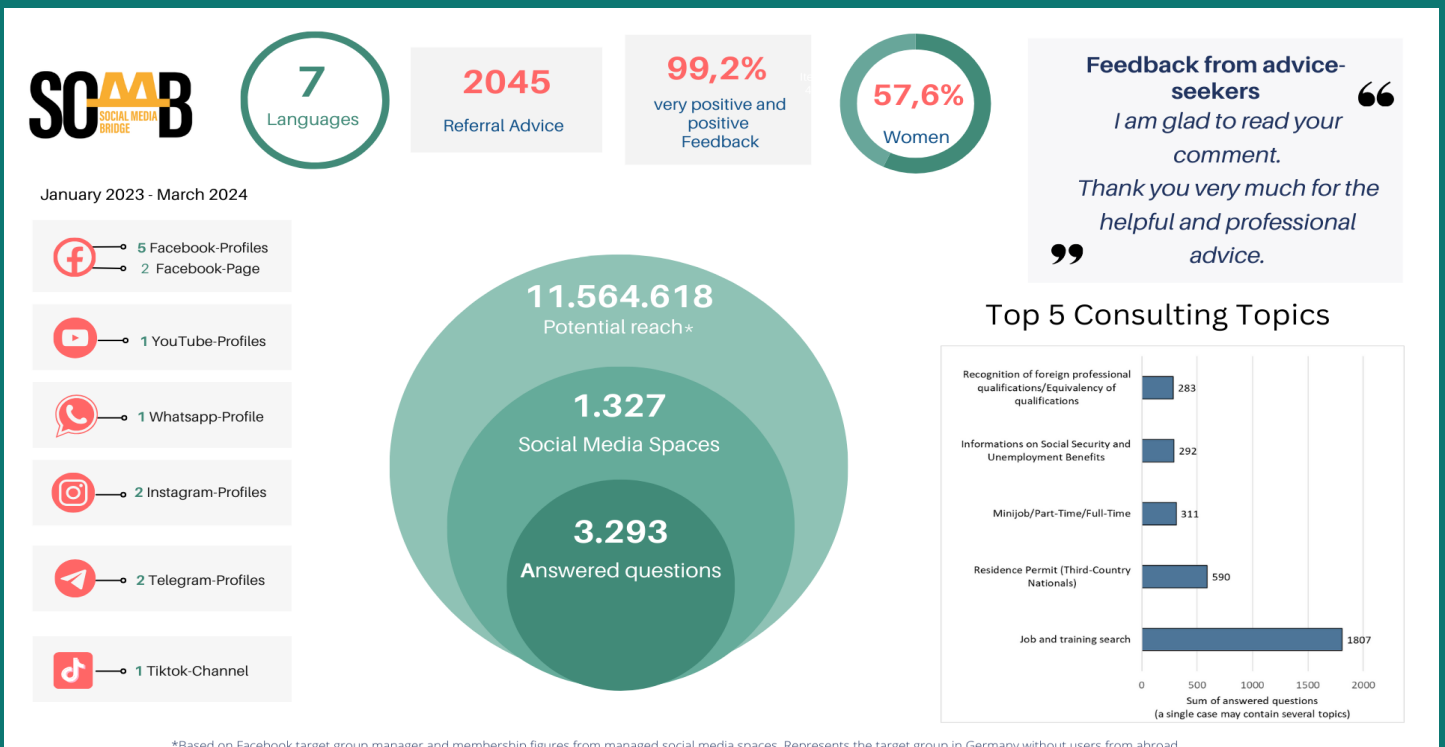 SOAAB
SOCIAL MEDIA
BRIDGE
7
Languages
2045
Referral Advice
99,2%
very positive and
positive
Feedback
57,6%
Women
Feedback from advice-
seekers
“
I am glad to read your
comment.
Thank you very much for the
helpful and professional
advice.
”
January 2023 - March 2024
5 Facebook-Profiles
2 Facebook-Page
1 YouTube-Profiles
1 Whatsapp-Profile
2 Instagram-Profiles
2 Telegram-Profiles
1 Tiktok-Channel
11.564.618
Potential reach*
1.327
Social Media Spaces
3.293
Answered questions
Top 5 Consulting Topics
Recognition of foreign professional
qualifications/Equivalency of
qualifications
283
Informations on Social Security and
Unemployment Benefits
292
Minijob/Part-Time/Full-Time
311
Residence Permit (Third-Country
Nationals)
590
Job and training search
1807
0 500 1000 1500 2000
Sum of answered questions
(a single case may contain several topics)
*Based on Facebook target group manager and membership figures from managed social media spaces. Represents the target group in Germany without users from abroad